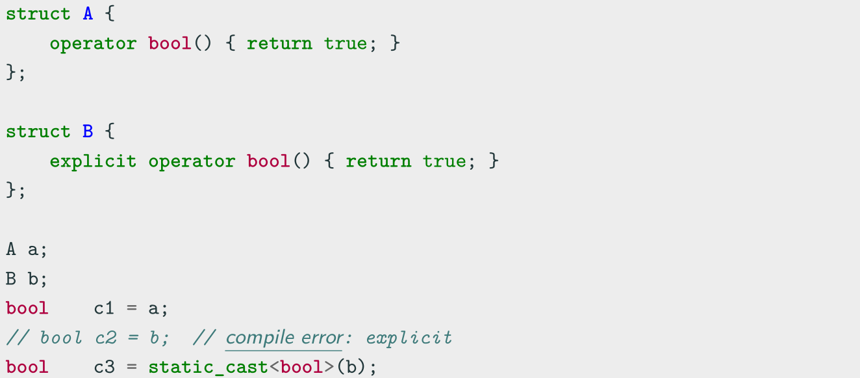 struct A {
    operator bool() { return true; }
};

struct B {
    explicit operator bool() { return true; }
};

A a;
B b;
bool    c1 = a;
// bool c2 = b;  // compile error: explicit
bool    c3 = static_cast<bool>(b);